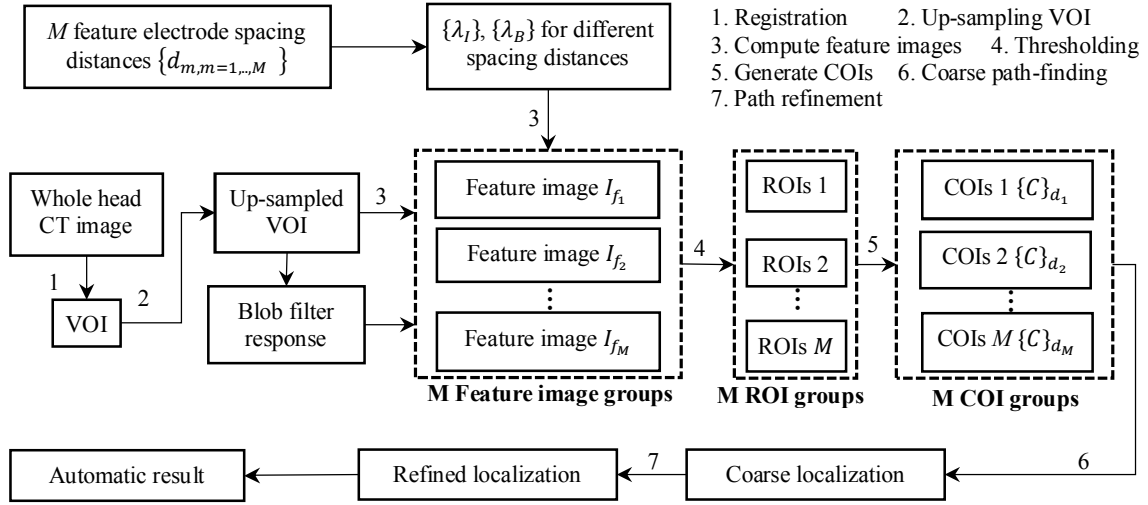 M feature electrode spacing
distances {d_{m,m=1,..,M} }
{λ_I}, {λ_B} for different
spacing distances
1. Registration 2. Up-sampling VOI
3. Compute feature images 4. Thresholding
5. Generate COIs 6. Coarse path-finding
7. Path refinement
3
Whole head
CT image
1
VOI
2
Up-sampled
VOI
3
Blob filter
response
Feature image I_{f_1}
Feature image I_{f_2}
⋮
Feature image I_{f_M}
M Feature image groups
4
ROIs 1
ROIs 2
⋮
ROIs M
M ROI groups
5
COIs 1 {C}_{d_1}
COIs 2 {C}_{d_2}
⋮
COIs M {C}_{d_M}
M COI groups
6
Coarse localization
7
Refined localization
Automatic result